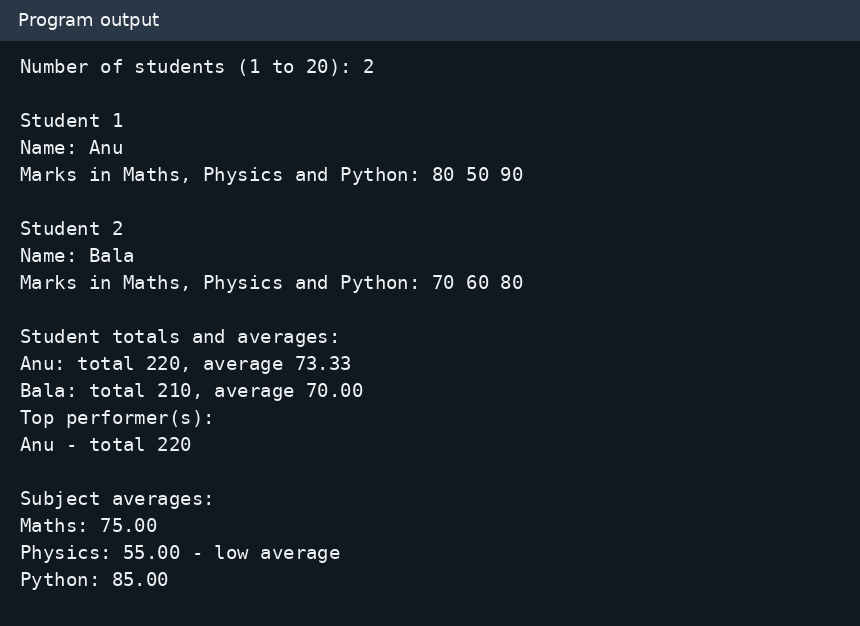 Program output
Number of students (1 to 20): 2
Student 1
Name: Anu
Marks in Maths, Physics and Python: 80 50 90
Student 2
Name: Bala
Marks in Maths, Physics and Python: 70 60 80
Student totals and averages:
Anu: total 220, average 73.33
Bala: total 210, average 70.00
Top performer(s):
Anu - total 220
Subject averages:
Maths: 75.00
Physics: 55.00 - low average
Python: 85.00